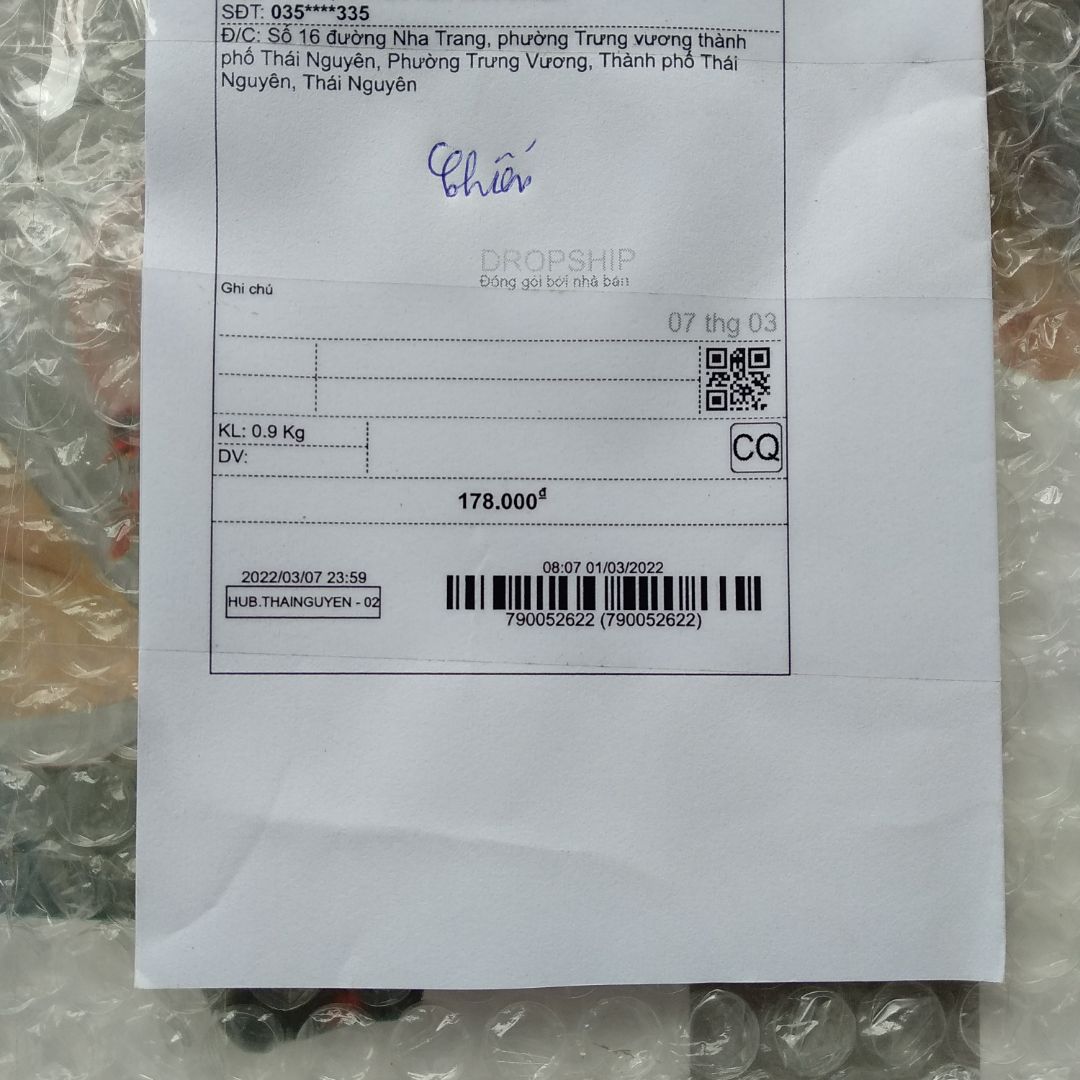 SĐT: 035****335
Đ/C: Số 16 đường Nha Trang, phường Trưng vương thành
phố Thái Nguyên, Phường Trưng Vương, Thành phố Thái
Nguyên, Thái Nguyên
DROPSHIP
Đóng gói bởi nhà bán
Ghi chú
07 thg 03
KL: 0.9 Kg
DV:
CQ
178.000đ
2022/03/07 23:59
HUB.THAINGUYEN - 02
08:07 01/03/2022
790052622 (790052622)